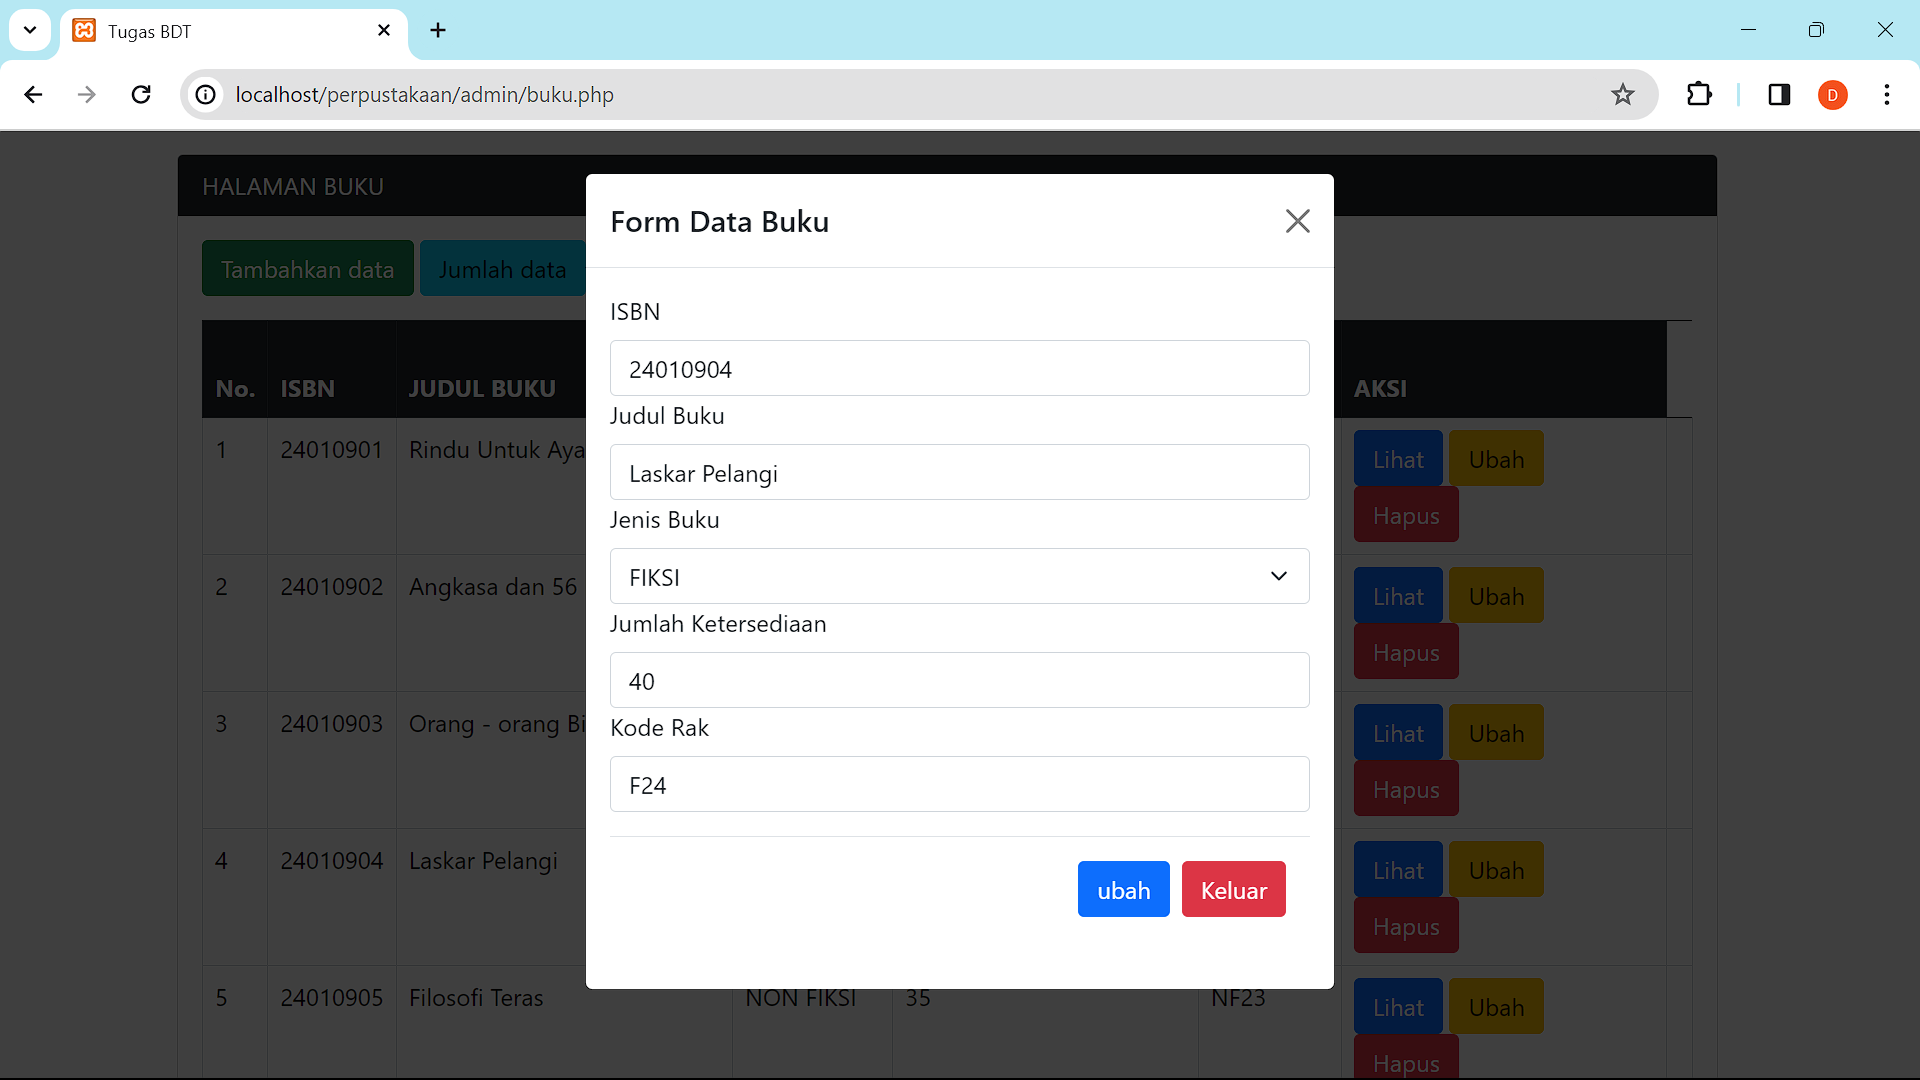 Tugas BDT
localhost/perpustakaan/admin/buku.php
D
HALAMAN BUKU
Tambahkan data
Jumlah data
No. ISBN JUDUL BUKU AKSI
1 24010901 Rindu Untuk Aya Lihat Ubah
Hapus
2 24010902 Angkasa dan 56 Lihat Ubah
Hapus
3 24010903 Orang - orang Bi Lihat Ubah
Hapus
4 24010904 Laskar Pelangi Lihat Ubah
Hapus
5 24010905 Filosofi Teras NON FIKSI 35 NF23 Lihat Ubah
Hapus
Form Data Buku
ISBN
24010904
Judul Buku
Laskar Pelangi
Jenis Buku
FIKSI
Jumlah Ketersediaan
40
Kode Rak
F24
ubah Keluar